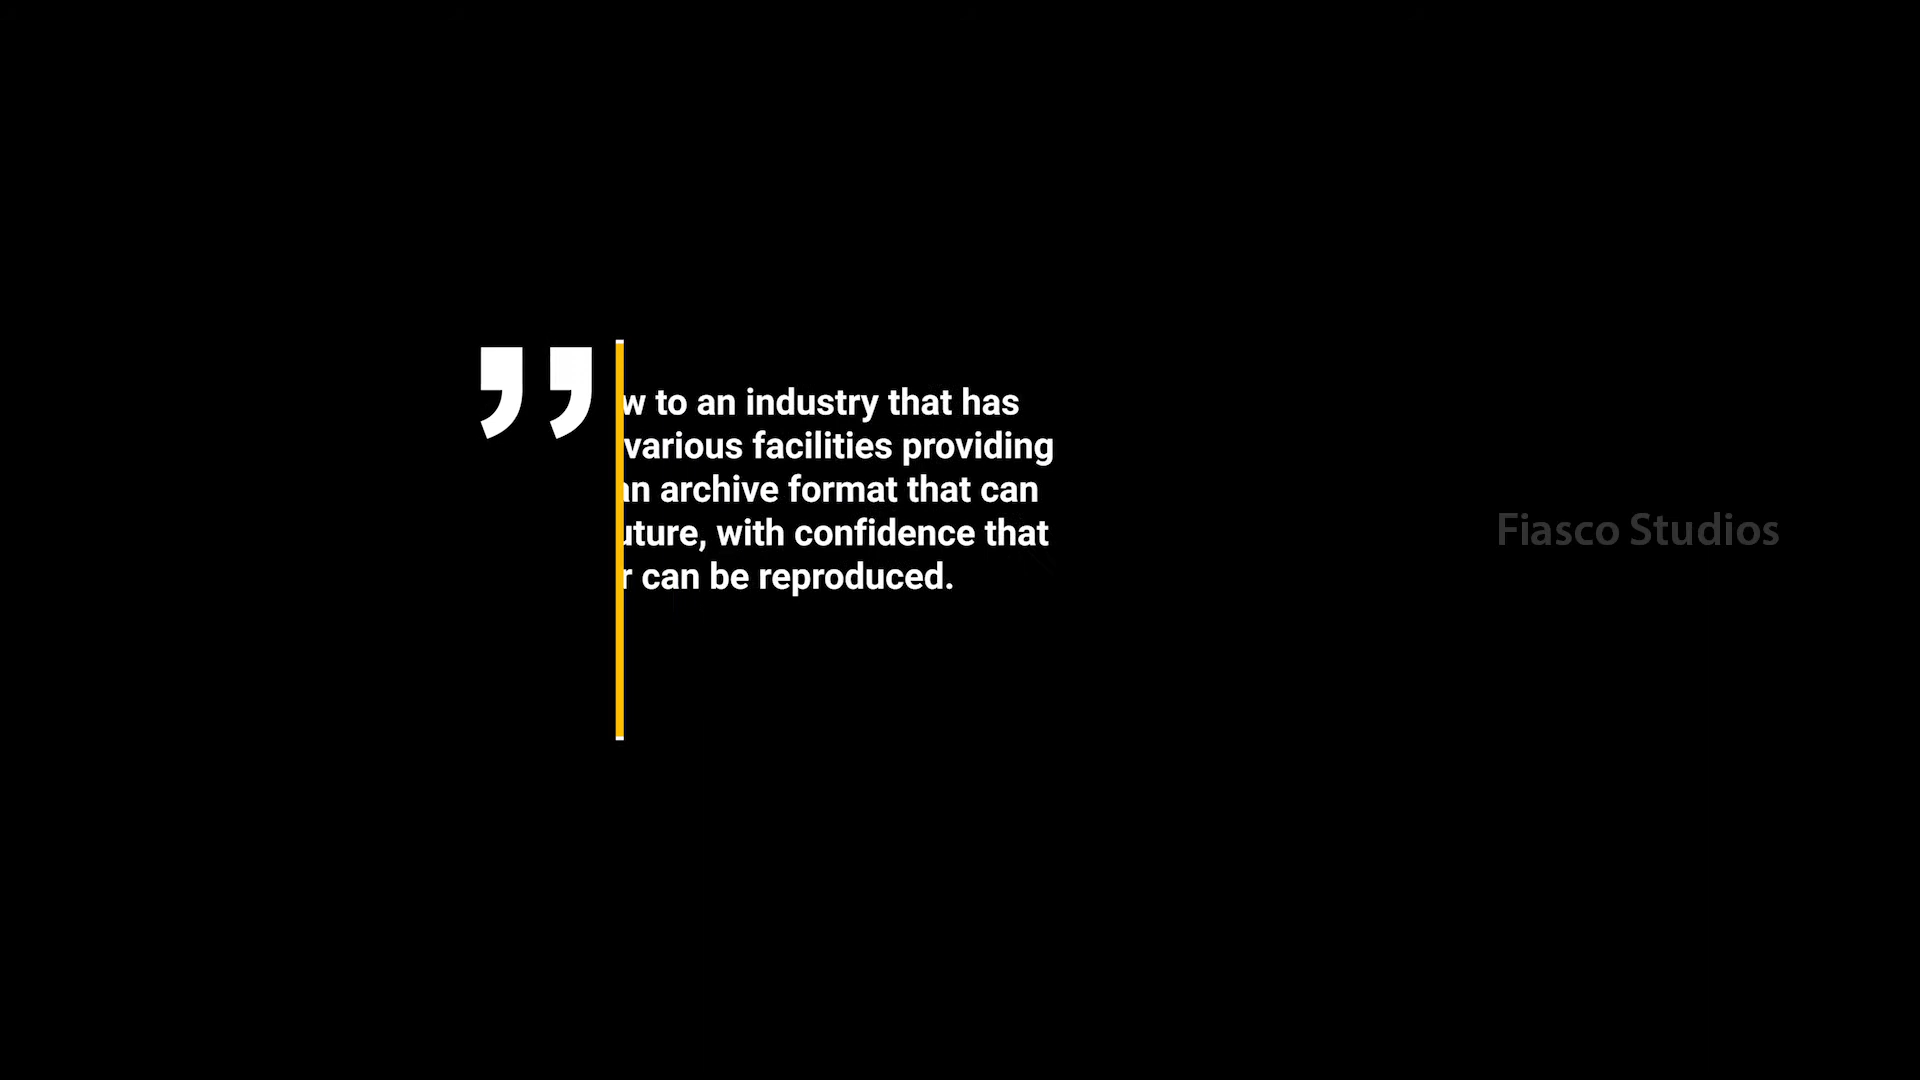 ”
w to an industry that has
various facilities providing
an archive format that can
uture, with confidence that
r can be reproduced.
Fiasco Studios